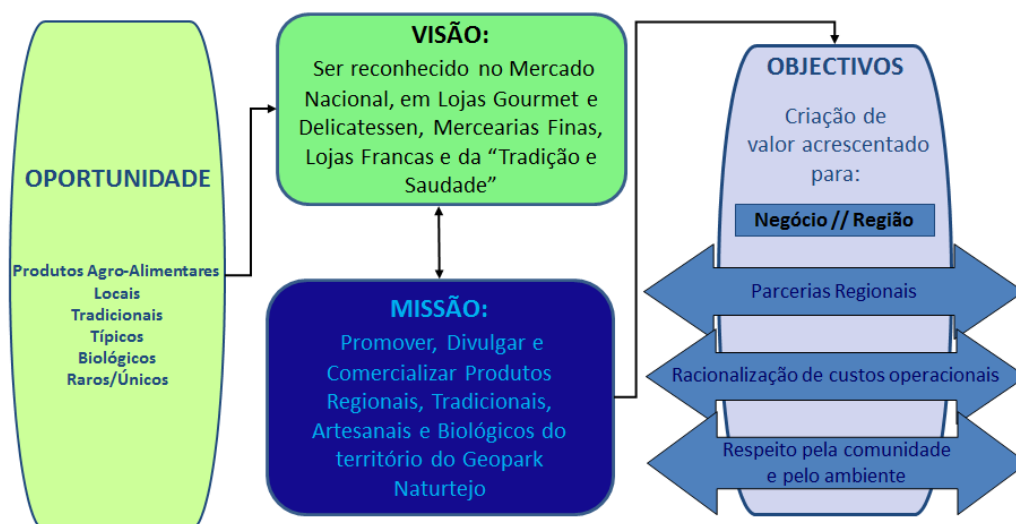 OPORTUNIDADE
Produtos Agro-Alimentares
Locais
Tradicionais
Típicos
Biológicos
Raros/Únicos
VISÃO:
Ser reconhecido no Mercado
Nacional, em Lojas Gourmet e
Delicatessen, Mercearias Finas,
Lojas Francas e da “Tradição e
Saudade”
MISSÃO:
Promover, Divulgar e
Comercializar Produtos
Regionais, Tradicionais,
Artesanais e Biológicos do
território do Geopark
Naturtejo
OBJECTIVOS
Criação de
valor acrescentado
para:
Negócio // Região
Parcerias Regionais
Racionalização de custos operacionais
Respeito pela comunidade
e pelo ambiente